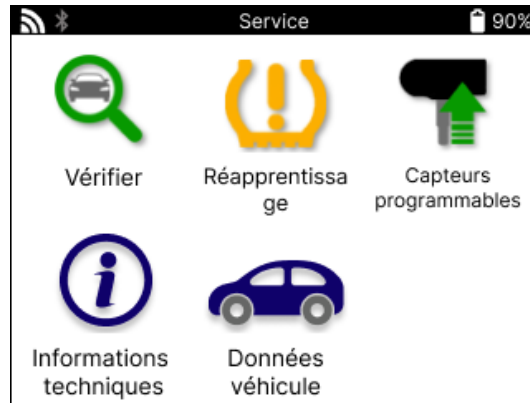 Service 90%
Vérifier
Réapprentissa
ge
Capteurs
programmables
Informations
techniques
Données
véhicule